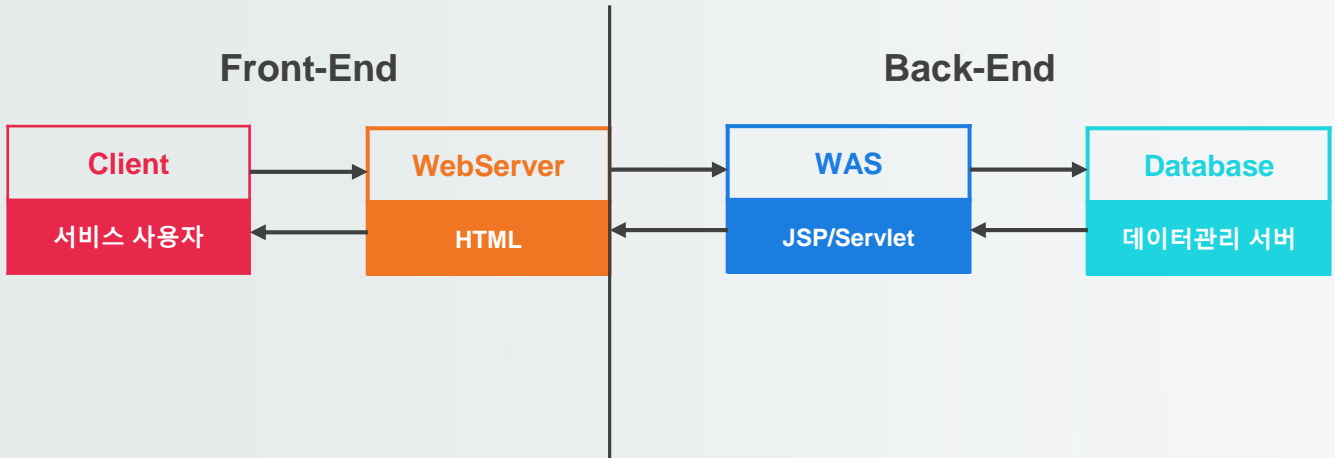 Front-End
Back-End
Client
WebServer
WAS
Database
서비스 사용자
HTML
JSP/Servlet
데이터관리 서버